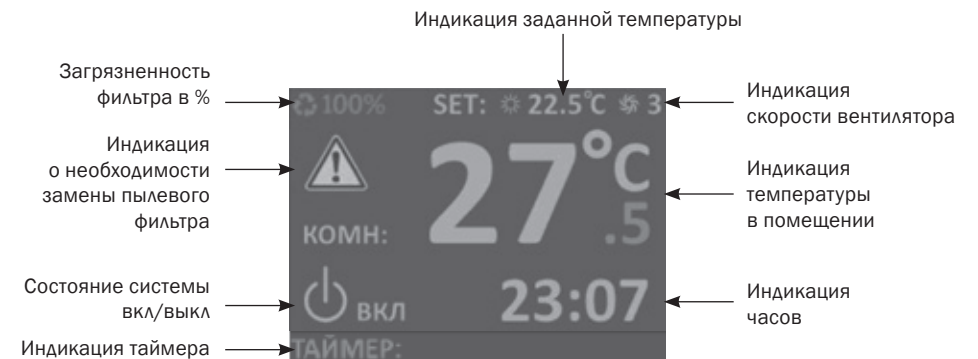 Индикация заданной температуры
Загрязненность
фильтра в %
Индикация
о необходимости
замены пылевого
фильтра
Состояние системы
вкл/выкл
Индикация таймера
100% SET: 22.5°C 3
27°C
.5
КОМН:
ВКЛ 23:07
ТАЙМЕР:
Индикация
скорости вентилятора
Индикация
температуры
в помещении
Индикация
часов